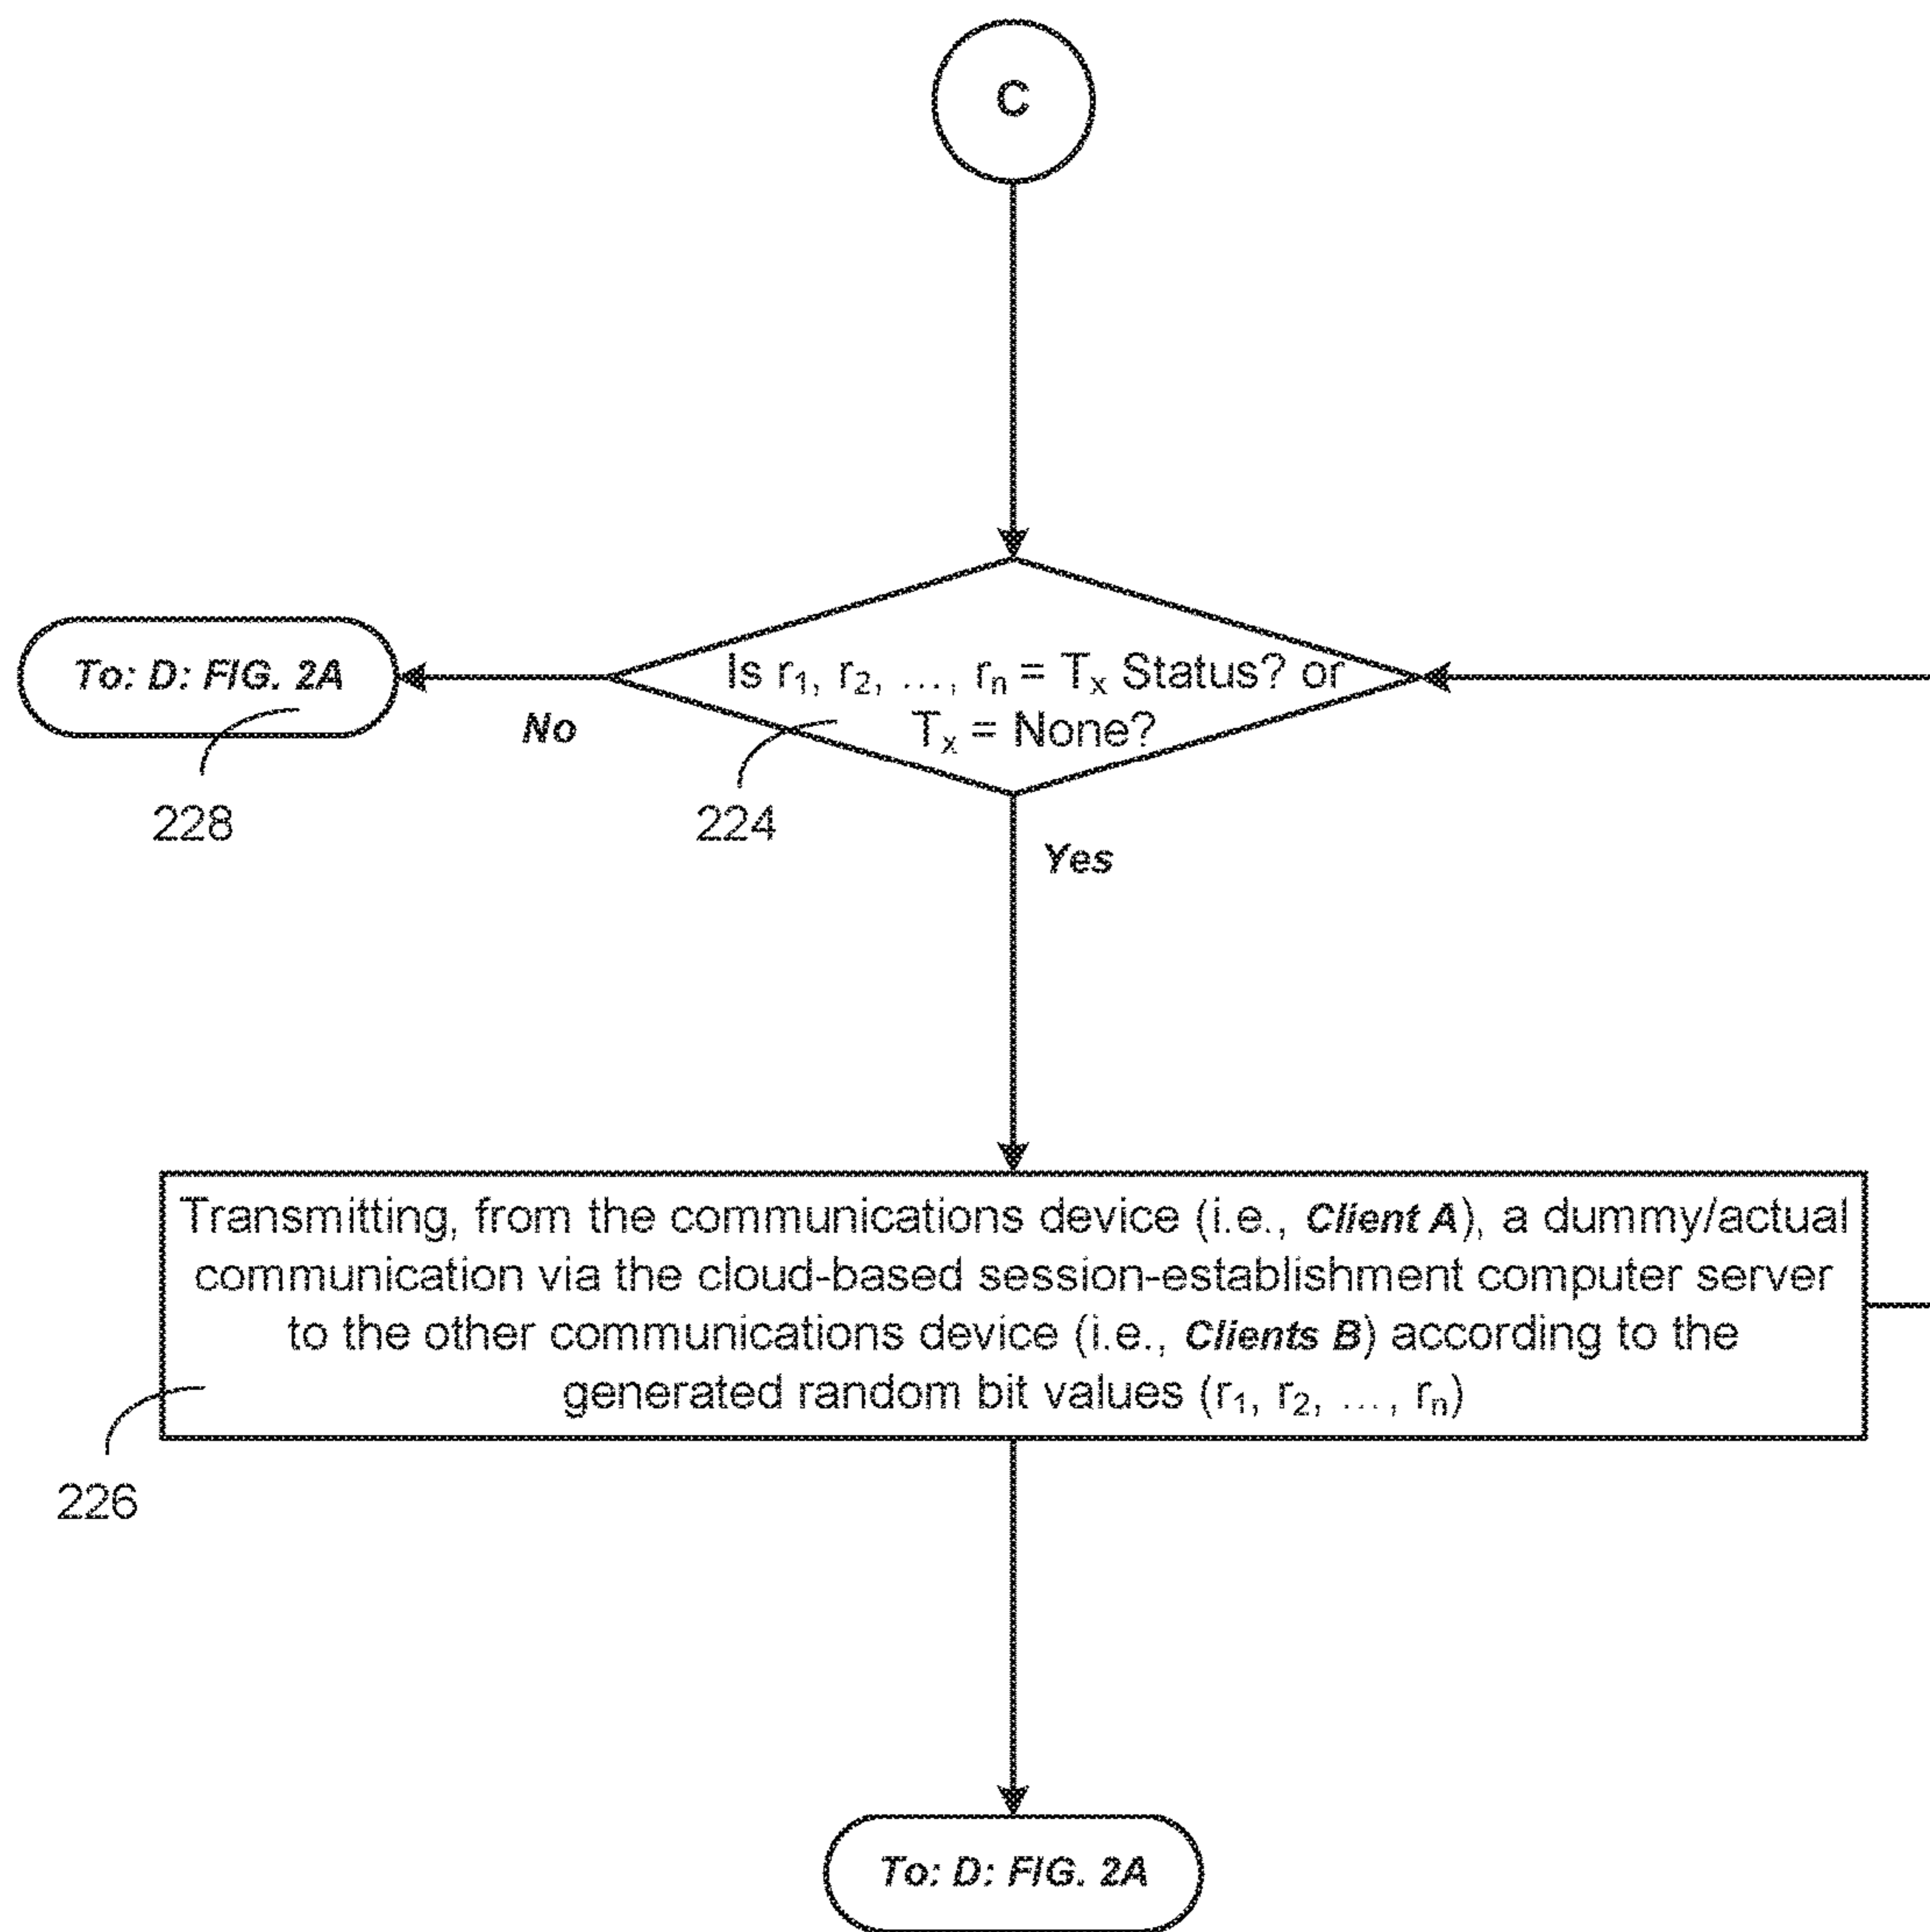 C
Is r₁, r₂, ..., rₙ = Tₓ Status? or
Tₓ = None?
To: D: FIG. 2A
No
228
224
Yes
Transmitting, from the communications device (i.e., Client A), a dummy/actual
communication via the cloud-based session-establishment computer server
to the other communications device (i.e., Clients B) according to the
generated random bit values (r₁, r₂, ..., rₙ)
226
To: D: FIG. 2A